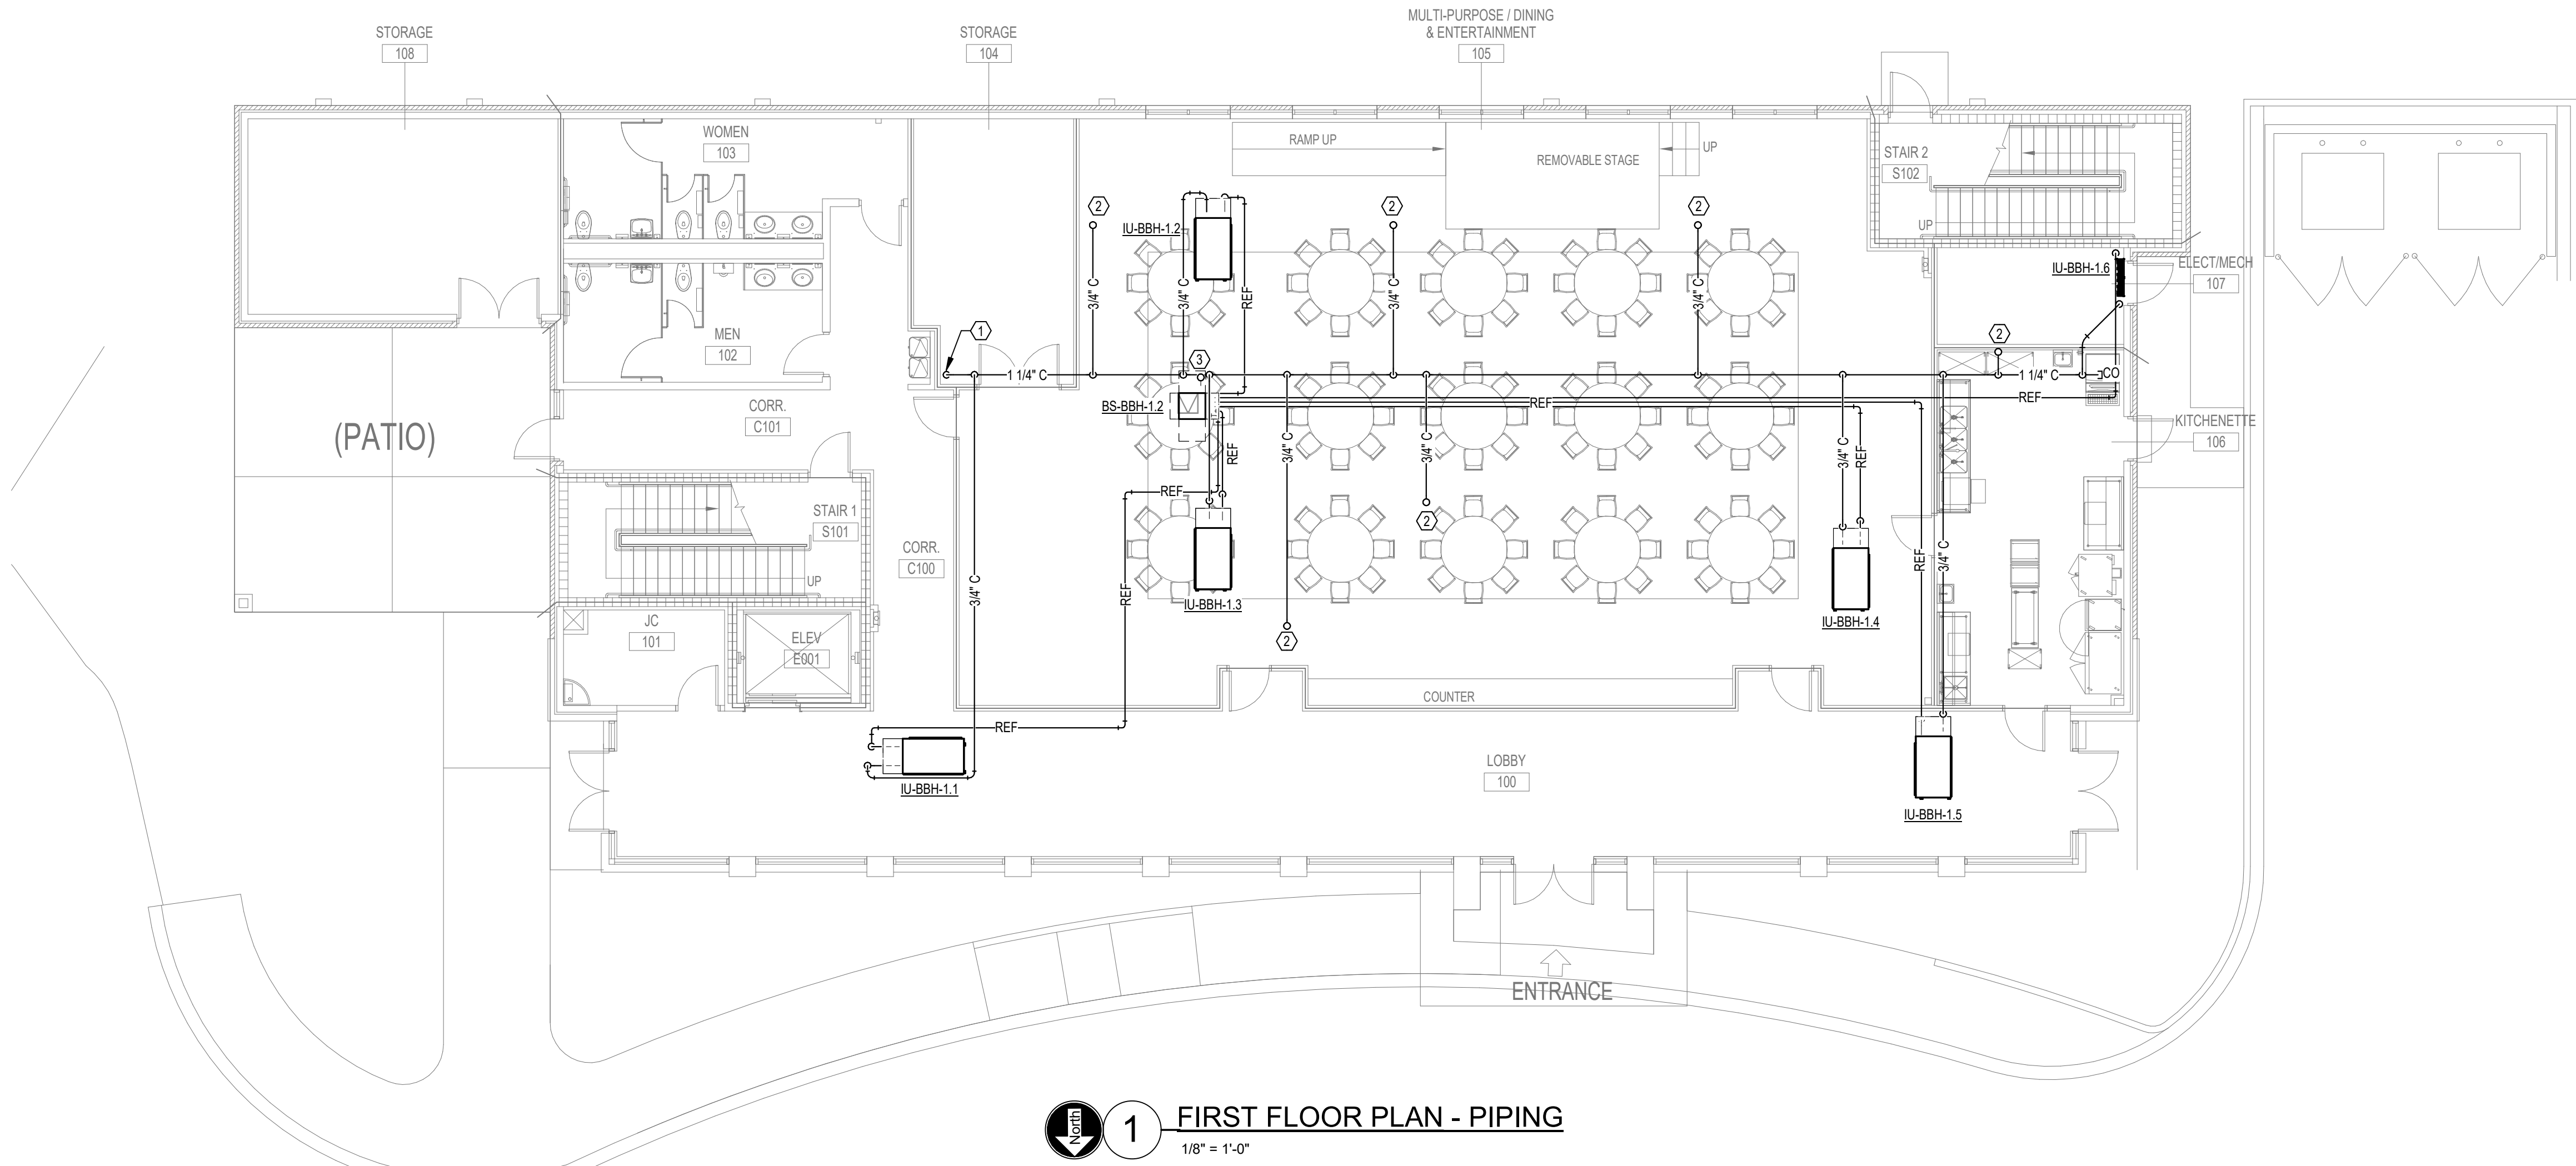 MULTI-PURPOSE / DINING
& ENTERTAINMENT
105
STORAGE
108
STORAGE
104
WOMEN
103
RAMP UP
REMOVABLE STAGE
UP
STAIR 2
S102
UP
2
2
2
IU-BBH-1.2
IU-BBH-1.6
ELECT/MECH
107
3/4" C
3/4" C
REF
3/4" C
3/4" C
MEN
102
1
3
2
1 1/4" C
1 1/4" C
CO
BS-BBH-1.2
REF
REF
CORR.
C101
(PATIO)
KITCHENETTE
106
REF
3/4" C
3/4" C
3/4" C
REF
REF
STAIR 1
S101
2
CORR.
C100
UP
REF
3/4" C
3/4" C
REF
IU-BBH-1.3
IU-BBH-1.4
JC
101
ELEV
E001
2
COUNTER
REF
LOBBY
100
IU-BBH-1.1
IU-BBH-1.5
ENTRANCE
North
1
FIRST FLOOR PLAN - PIPING
1/8" = 1'-0"